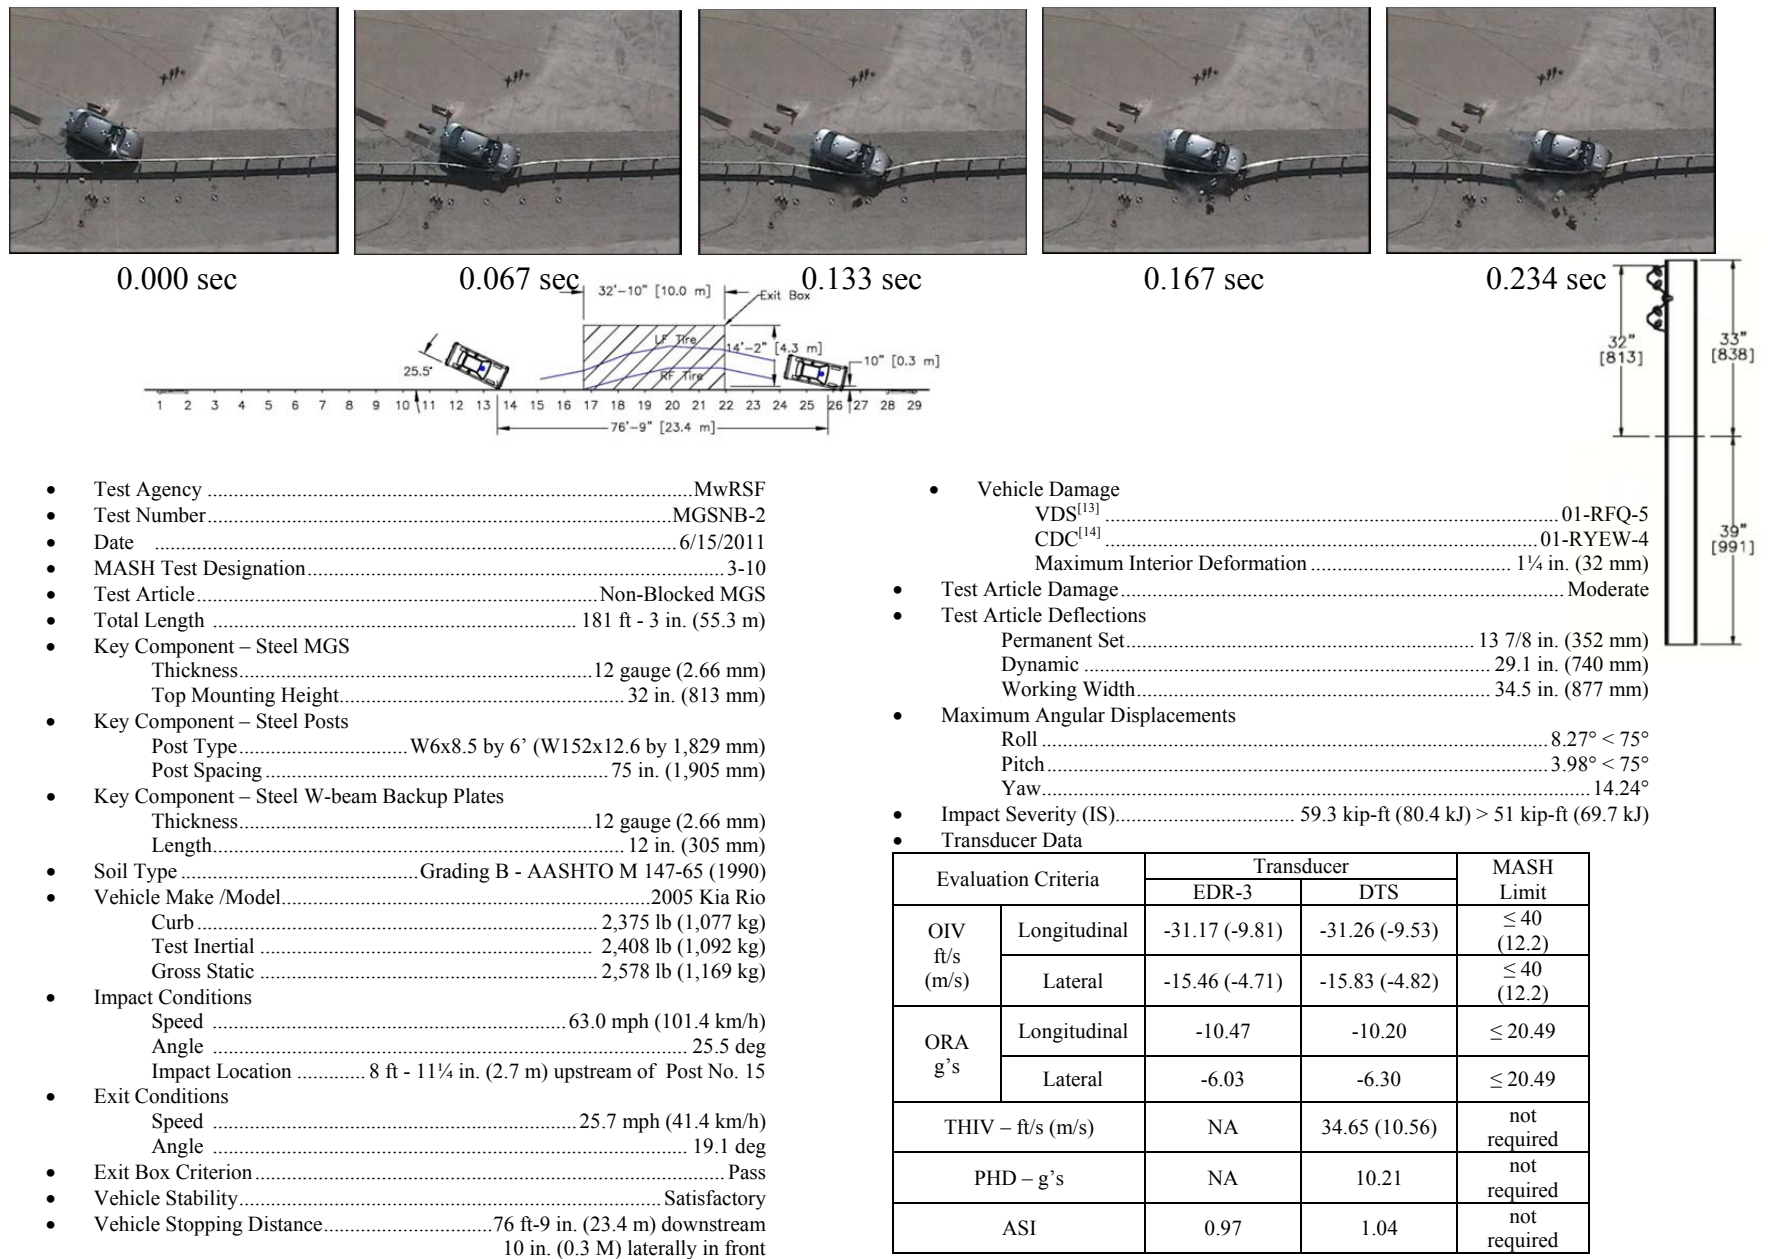 0.000 sec
0.067 sec
0.133 sec
0.167 sec
0.234 sec
32'-10" [10.0 m]
Exit Box
LF Tire
14'-2" [4.3 m]
10" [0.3 m]
25.5°
RF Tire
1 2 3 4 5 6 7 8 9 10 11 12 13 14 15 16 17 18 19 20 21 22 23 24 25 26 27 28 29
76'-9" [23.4 m]
32"
[813]
33"
[838]
39"
[991]
• Test Agency ........ MwRSF
• Test Number ........ MGSNB-2
• Date ........ 6/15/2011
• MASH Test Designation ........ 3-10
• Test Article ........ Non-Blocked MGS
• Total Length ........ 181 ft - 3 in. (55.3 m)
• Key Component – Steel MGS
Thickness ........ 12 gauge (2.66 mm)
Top Mounting Height ........ 32 in. (813 mm)
• Key Component – Steel Posts
Post Type ........ W6x8.5 by 6’ (W152x12.6 by 1,829 mm)
Post Spacing ........ 75 in. (1,905 mm)
• Key Component – Steel W-beam Backup Plates
Thickness ........ 12 gauge (2.66 mm)
Length ........ 12 in. (305 mm)
• Soil Type ........ Grading B - AASHTO M 147-65 (1990)
• Vehicle Make /Model ........ 2005 Kia Rio
Curb ........ 2,375 lb (1,077 kg)
Test Inertial ........ 2,408 lb (1,092 kg)
Gross Static ........ 2,578 lb (1,169 kg)
• Impact Conditions
Speed ........ 63.0 mph (101.4 km/h)
Angle ........ 25.5 deg
Impact Location ........ 8 ft - 11¼ in. (2.7 m) upstream of Post No. 15
• Exit Conditions
Speed ........ 25.7 mph (41.4 km/h)
Angle ........ 19.1 deg
• Exit Box Criterion ........ Pass
• Vehicle Stability ........ Satisfactory
• Vehicle Stopping Distance ........ 76 ft-9 in. (23.4 m) downstream
10 in. (0.3 M) laterally in front
• Vehicle Damage
VDS[13] ........ 01-RFQ-5
CDC[14] ........ 01-RYEW-4
Maximum Interior Deformation ........ 1¼ in. (32 mm)
• Test Article Damage ........ Moderate
• Test Article Deflections
Permanent Set ........ 13 7/8 in. (352 mm)
Dynamic ........ 29.1 in. (740 mm)
Working Width ........ 34.5 in. (877 mm)
• Maximum Angular Displacements
Roll ........ 8.27° < 75°
Pitch ........ 3.98° < 75°
Yaw ........ 14.24°
• Impact Severity (IS) ........ 59.3 kip-ft (80.4 kJ) > 51 kip-ft (69.7 kJ)
• Transducer Data
Evaluation Criteria
Transducer
MASH
Limit
EDR-3 DTS
OIV
ft/s
(m/s)
Longitudinal -31.17 (-9.81) -31.26 (-9.53) ≤ 40
(12.2)
Lateral -15.46 (-4.71) -15.83 (-4.82) ≤ 40
(12.2)
ORA
g’s
Longitudinal -10.47 -10.20 ≤ 20.49
Lateral -6.03 -6.30 ≤ 20.49
THIV – ft/s (m/s) NA 34.65 (10.56) not
required
PHD – g’s NA 10.21 not
required
ASI 0.97 1.04 not
required